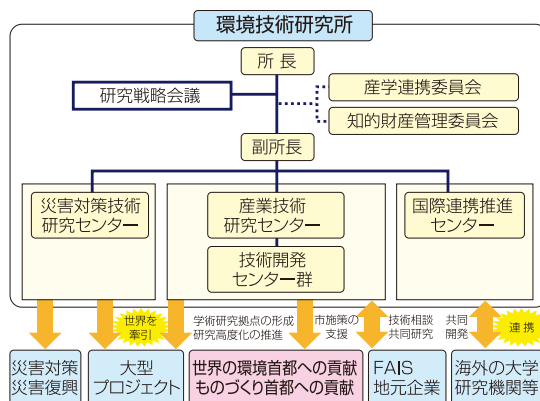 環境技術研究所
所 長
研究戦略会議
産学連携委員会
知的財産管理委員会
副所長
災害対策技術
研究センター
産業技術
研究センター
技術開発
センター群
国際連携推進
センター
世界を
牽引
学術研究拠点の形成
研究高度化の推進
市施策の
支援
技術相談
共同研究
共同
開発
連 携
災害対策
災害復興
大型
プロジェクト
世界の環境首都への貢献
ものづくり首都への貢献
FAIS
地元企業
海外の大学
研究機関等